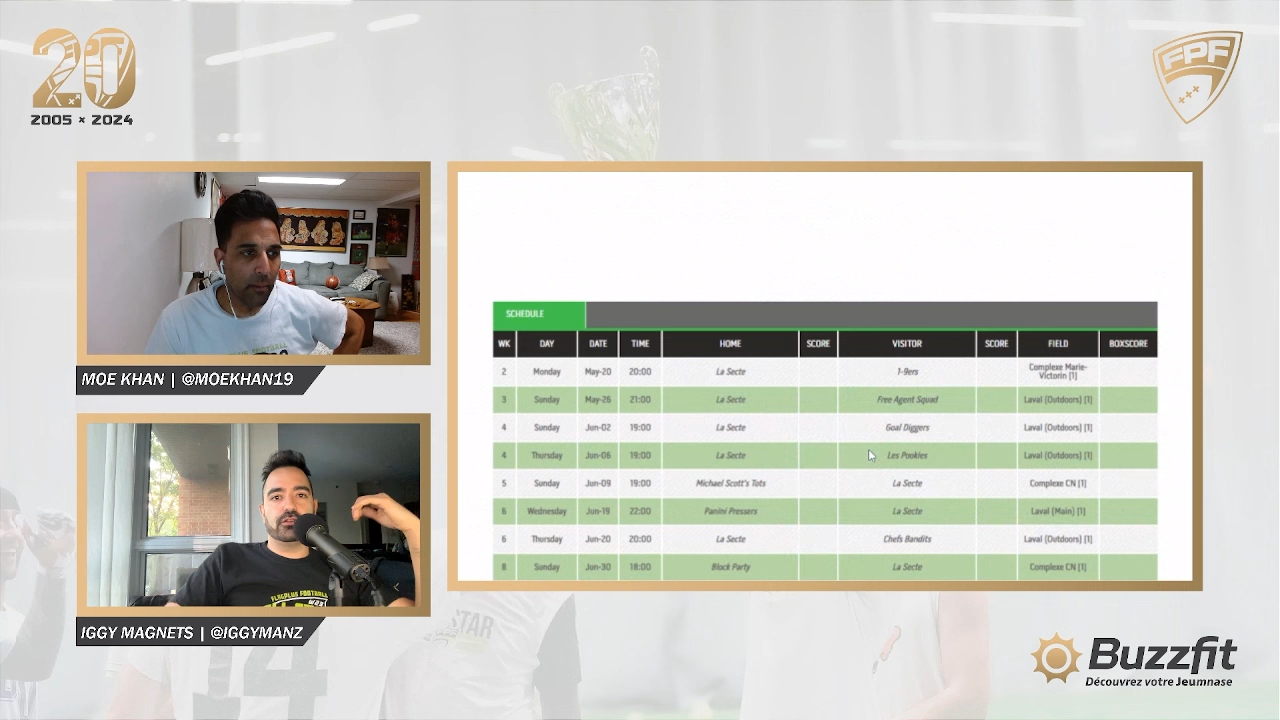 20
2005 × 2024
FPF
MOE KHAN | @MOEKHAN19
IGGY MAGNETS | @IGGYMANZ
SCHEDULE
WK DAY DATE TIME HOME SCORE VISITOR SCORE FIELD BOXSCORE
2 Monday May-20 20:00 La Secte 1-9ers Complexe Marie-
Victorin [1]
3 Sunday May-26 21:00 La Secte Free Agent Squad Laval (Outdoors) [1]
4 Sunday Jun-02 19:00 La Secte Goal Diggers Laval (Outdoors) [1]
4 Thursday Jun-06 19:00 La Secte Les Pookies Laval (Outdoors) [1]
5 Sunday Jun-09 19:00 Michael Scott's Tots La Secte Complexe CN [1]
6 Wednesday Jun-19 22:00 Panini Pressers La Secte Laval (Main) [1]
6 Thursday Jun-20 20:00 La Secte Chefs Bandits Laval (Outdoors) [1]
8 Sunday Jun-30 18:00 Block Party La Secte Complexe CN [1]
FLAGPLUS FOOTBALL
STAR
14
Buzzfit
Découvrez votre Jeumnase